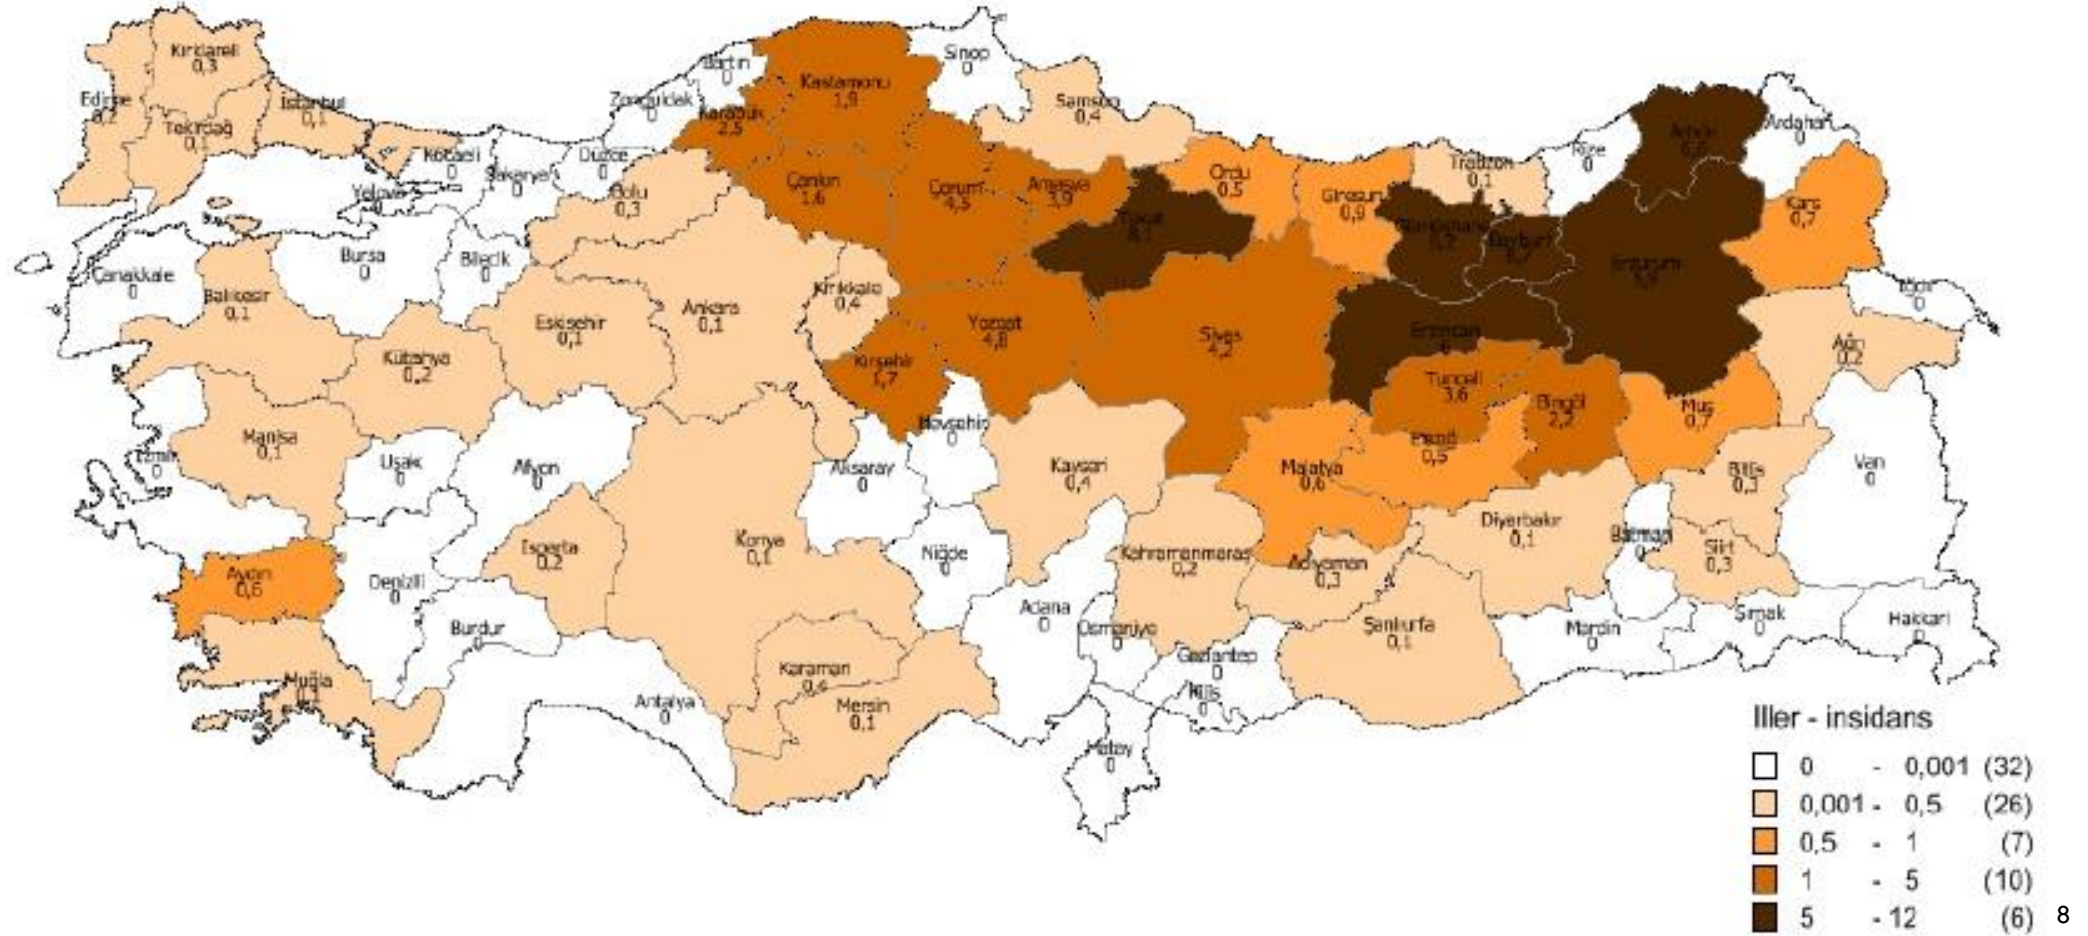 Kırklareli
0,3
Edirne
0,2
Tekirdağ
0,1
İstanbul
0,1
Kocaeli
0
Yalova
0
Sakarya
0
Düzce
0
Zonguldak
0
Bartın
0
Karabük
2,5
Kastamonu
1,9
Sinop
0
Samsun
0,4
Bolu
0,3
Çankırı
1,6
Çorum
4,5
Amasya
3,9
Tokat
Ordu
0,5
Giresun
0,9
Trabzon
0,1
Rize
0
Artvin
Ardahan
0
Kars
0,7
Gümüşhane
Bayburt
Erzurum
Iğdır
0
Ağrı
0,2
Çanakkale
0
Balıkesir
0,1
Bursa
0
Bilecik
0
Eskişehir
0,1
Ankara
0,1
Kırıkkale
0,4
Yozgat
4,8
Sivas
4,2
Erzincan
Tunceli
3,6
Bingöl
2,2
Muş
0,7
Kütahya
0,2
Kırşehir
1,7
Nevşehir
0
Elazığ
0,5
Manisa
0,1
İzmir
0
Uşak
0
Afyon
0
Aksaray
0
Kayseri
0,4
Malatya
0,6
Bitlis
0,3
Van
0
Isparta
0,2
Konya
0,1
Niğde
0
Kahramanmaraş
0,2
Adıyaman
0,3
Diyarbakır
0,1
Batman
0
Siirt
0,3
Aydın
0,6
Denizli
0
Burdur
0
Adana
0
Osmaniye
0
Gaziantep
0
Şanlıurfa
0,1
Mardin
0
Şırnak
0
Hakkari
0
Muğla
0,1
Antalya
0
Karaman
0,4
Mersin
0,1
Kilis
0
Hatay
0
İller - insidans
0 - 0,001 (32)
0,001 - 0,5 (26)
0,5 - 1 (7)
1 - 5 (10)
5 - 12 (6)
8